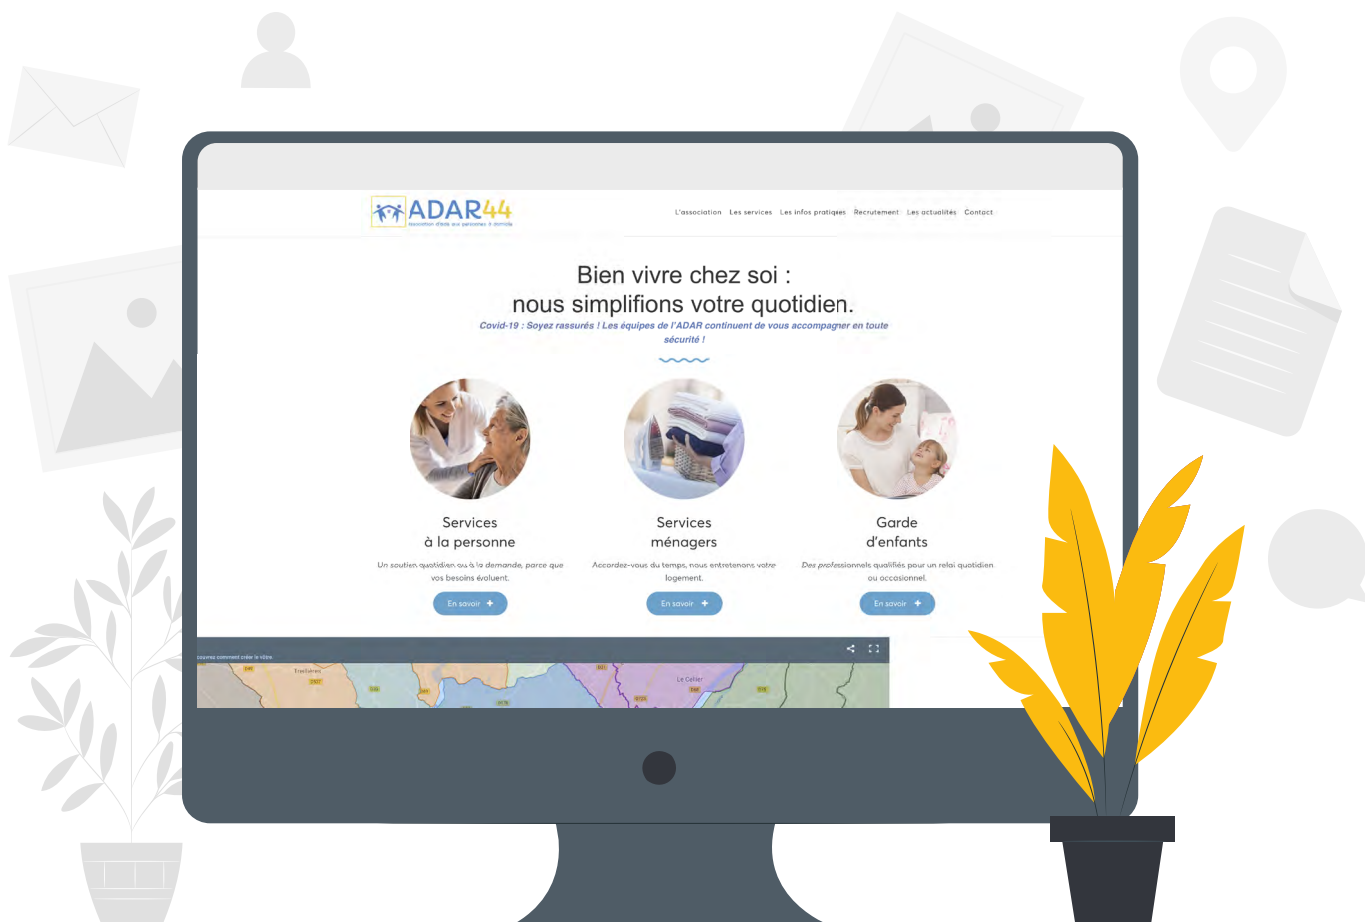 ADAR44
association d'aide aux personnes à domicile
L'association Les services Les infos pratiques Recrutement Les actualités Contact
Bien vivre chez soi :
nous simplifions votre quotidien.
Covid-19 : Soyez rassurés ! Les équipes de l'ADAR continuent de vous accompagner en toute
sécurité !
Services
à la personne
Un soutien quotidien ou à la demande, parce que
vos besoins évoluent.
En savoir +
Services
ménagers
Accordez-vous du temps, nous entretenons votre
logement.
En savoir +
Garde
d'enfants
Des professionnels qualifiés pour un relai quotidien
ou occasionnel.
En savoir +
comment créer la vôtre.
Le Cellier